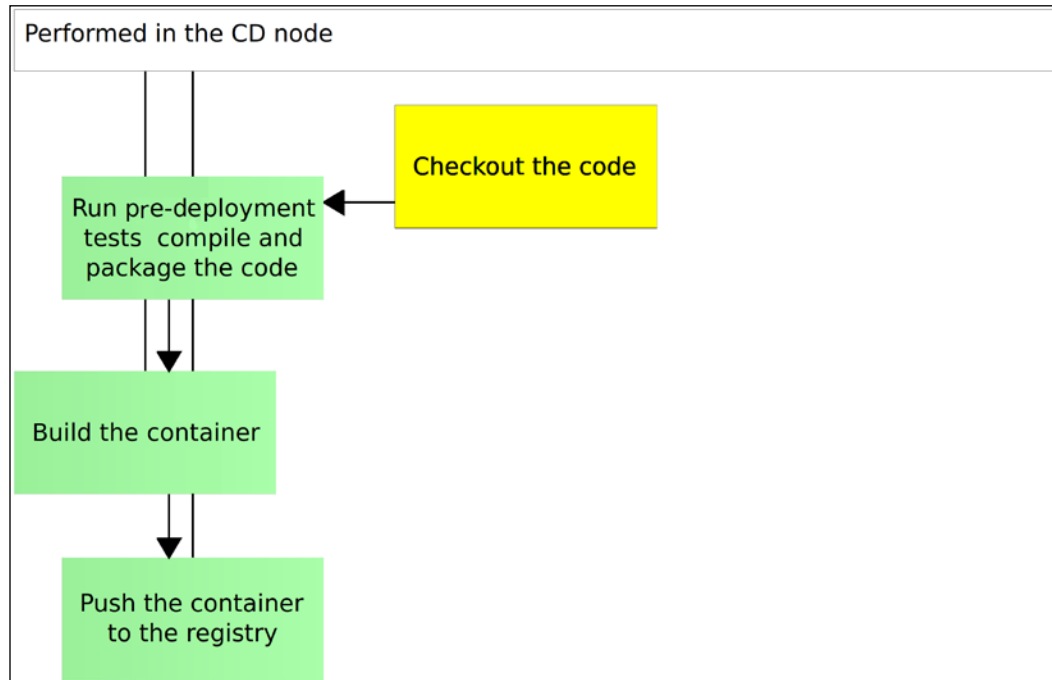 Performed in the CD node
Checkout the code
Run pre-deployment
tests  compile and
package the code
Build the container
Push the container
to the registry